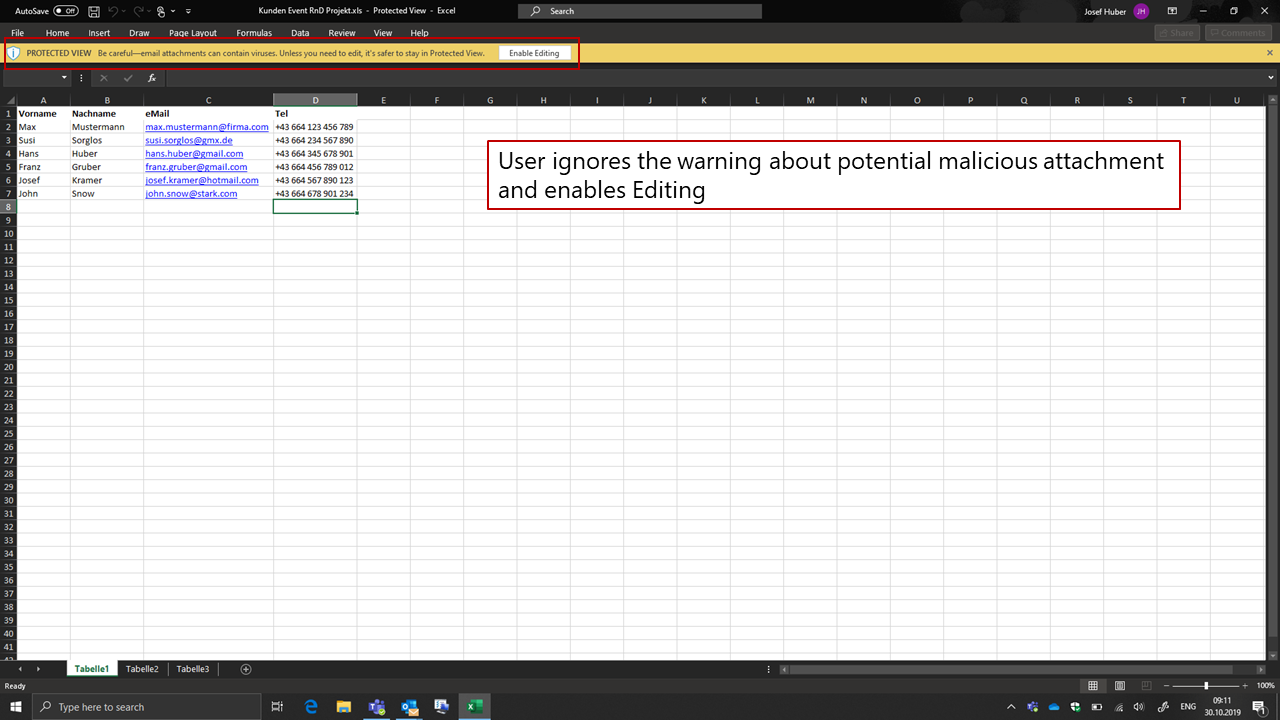 AutoSave Off Kunden Event RnD Projekt.xls - Protected View - Excel Search Josef Huber JH
File Home Insert Draw Page Layout Formulas Data Review View Help Share Comments
PROTECTED VIEW Be careful—email attachments can contain viruses. Unless you need to edit, it's safer to stay in Protected View. Enable Editing
fx
A B C D E F G H I J K L M N O P Q R S T U
1 Vorname Nachname eMail Tel
2 Max Mustermann max.mustermann@firma.com +43 664 123 456 789
3 Susi Sorglos susi.sorglos@gmx.de +43 664 234 567 890
4 Hans Huber hans.huber@gmail.com +43 664 345 678 901
5 Franz Gruber franz.gruber@gmail.com +43 664 456 789 012
6 Josef Kramer josef.kramer@hotmail.com +43 664 567 890 123
7 John Snow john.snow@stark.com +43 664 678 901 234
User ignores the warning about potential malicious attachment
and enables Editing
8
9
10
11
12
13
14
15
16
17
18
19
20
21
22
23
24
25
26
27
28
29
30
31
32
33
34
35
36
37
38
39
40
41
42
Tabelle1 Tabelle2 Tabelle3
Ready 100%
Type here to search ENG 09:11
30.10.2019 1